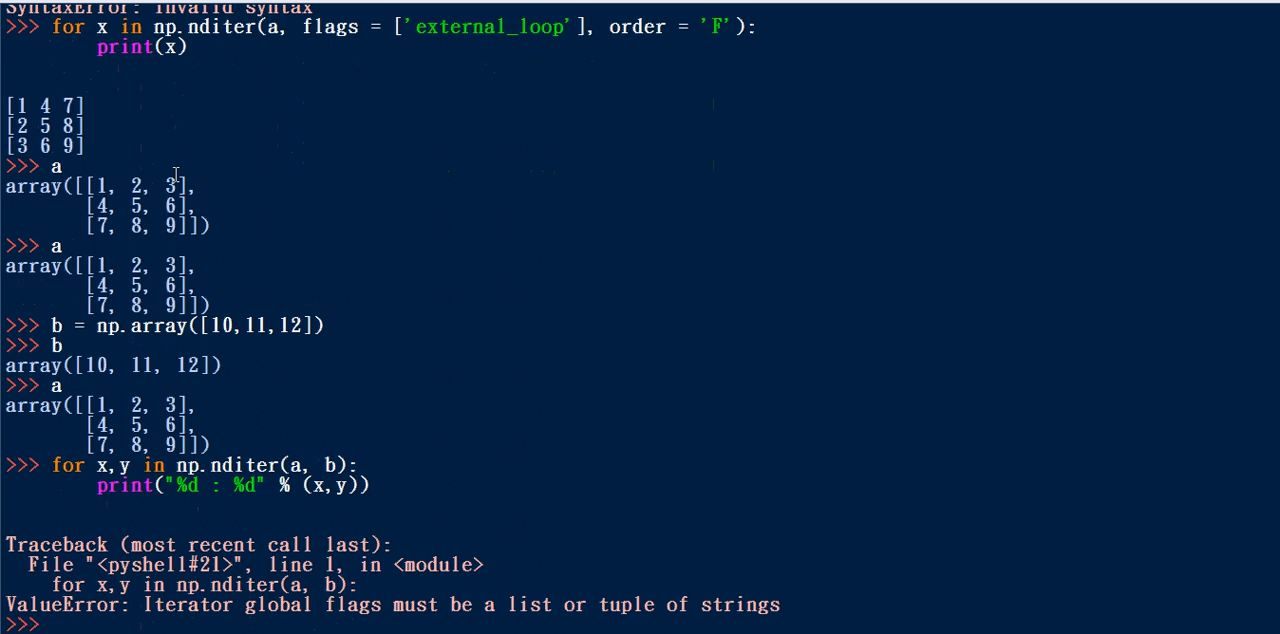 SyntaxError: invalid syntax
>>> for x in np.nditer(a, flags = ['external_loop'], order = 'F'):
        print(x)
[1 4 7]
[2 5 8]
[3 6 9]
>>> a
array([[1, 2, 3],
       [4, 5, 6],
       [7, 8, 9]])
>>> a
array([[1, 2, 3],
       [4, 5, 6],
       [7, 8, 9]])
>>> b = np.array([10,11,12])
>>> b
array([10, 11, 12])
>>> a
array([[1, 2, 3],
       [4, 5, 6],
       [7, 8, 9]])
>>> for x,y in np.nditer(a, b):
        print("%d : %d" % (x,y))
Traceback (most recent call last):
  File "<pyshell#21>", line 1, in <module>
    for x,y in np.nditer(a, b):
ValueError: Iterator global flags must be a list or tuple of strings
>>>